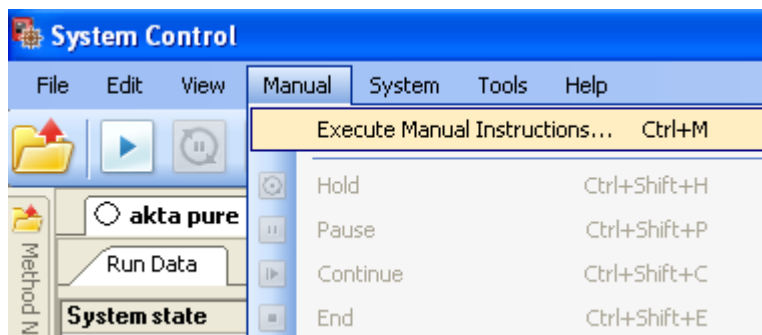 System Control
File Edit View Manual System Tools Help
Execute Manual Instructions... Ctrl+M
Hold Ctrl+Shift+H
akta pure
Pause Ctrl+Shift+P
Run Data
Continue Ctrl+Shift+C
System state
End Ctrl+Shift+E
Method